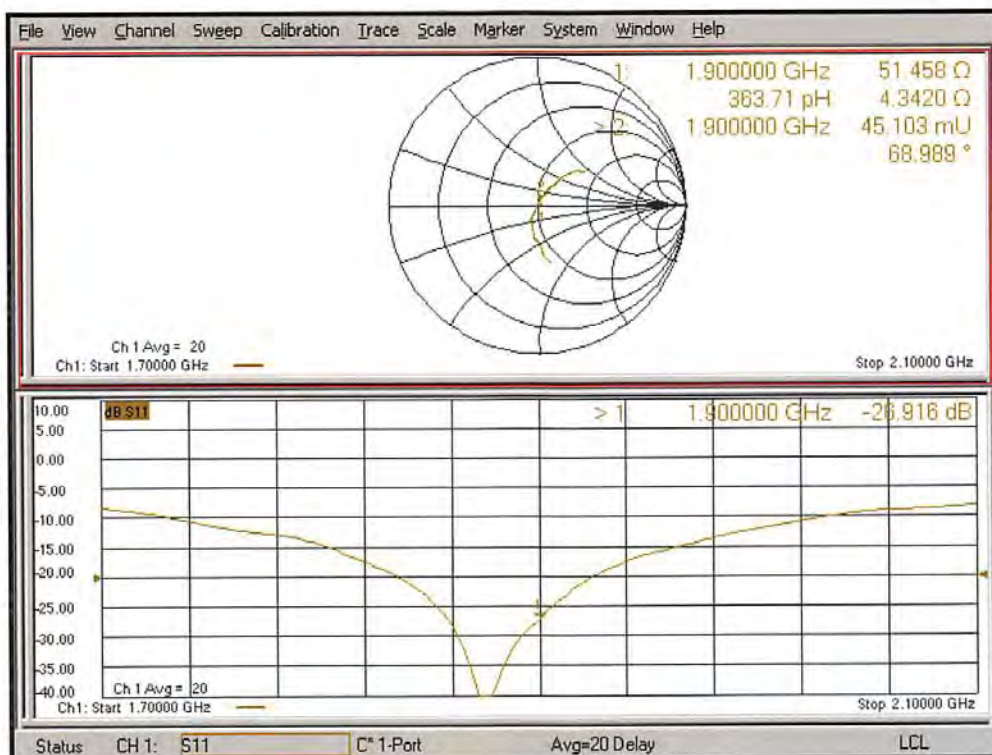 File View Channel Sweep Calibration Trace Scale Marker System Window Help
1: 1.900000 GHz 51.458 Ω
363.71 pH 4.3420 Ω
> 2: 1.900000 GHz 45.103 mU
68.989 °
Ch 1 Avg = 20
Ch1: Start 1.70000 GHz
Stop 2.10000 GHz
10.00 dB S11 > 1 1.900000 GHz -26.916 dB
5.00
0.00
-5.00
-10.00
-15.00
-20.00
-25.00
-30.00
-35.00
-40.00
1
Ch 1 Avg = 20
Ch1: Start 1.70000 GHz
Stop 2.10000 GHz
Status CH 1: S11 C* 1-Port Avg=20 Delay LCL